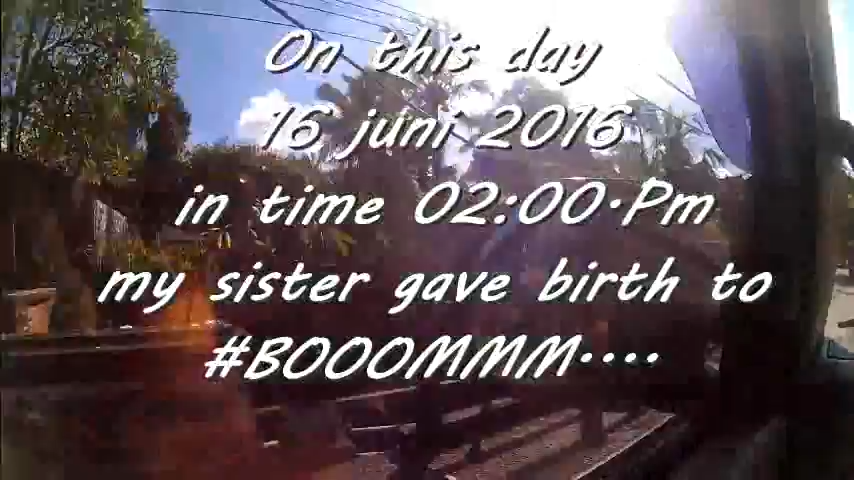 On this day
16 juni 2016
in time 02:00.Pm
my sister gave birth to
#BOOOMMM....